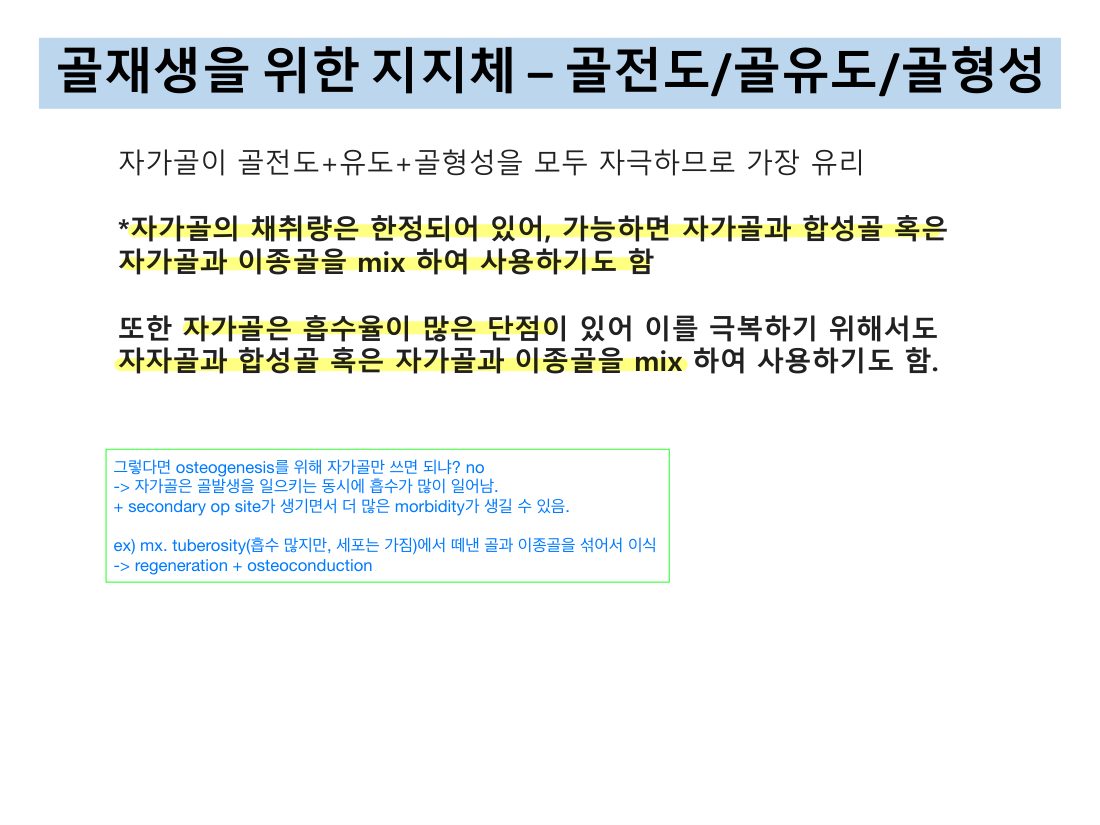 골재생을 위한 지지체 – 골전도/골유도/골형성
자가골이 골전도+유도+골형성을 모두 자극하므로 가장 유리
*자가골의 채취량은 한정되어 있어, 가능하면 자가골과 합성골 혹은
자가골과 이종골을 mix 하여 사용하기도 함
또한 자가골은 흡수율이 많은 단점이 있어 이를 극복하기 위해서도
자자골과 합성골 혹은 자가골과 이종골을 mix 하여 사용하기도 함.
그렇다면 osteogenesis를 위해 자가골만 쓰면 되냐? no
-> 자가골은 골발생을 일으키는 동시에 흡수가 많이 일어남.
+ secondary op site가 생기면서 더 많은 morbidity가 생길 수 있음.
ex) mx. tuberosity(흡수 많지만, 세포는 가짐)에서 떼낸 골과 이종골을 섞어서 이식
-> regeneration + osteoconduction